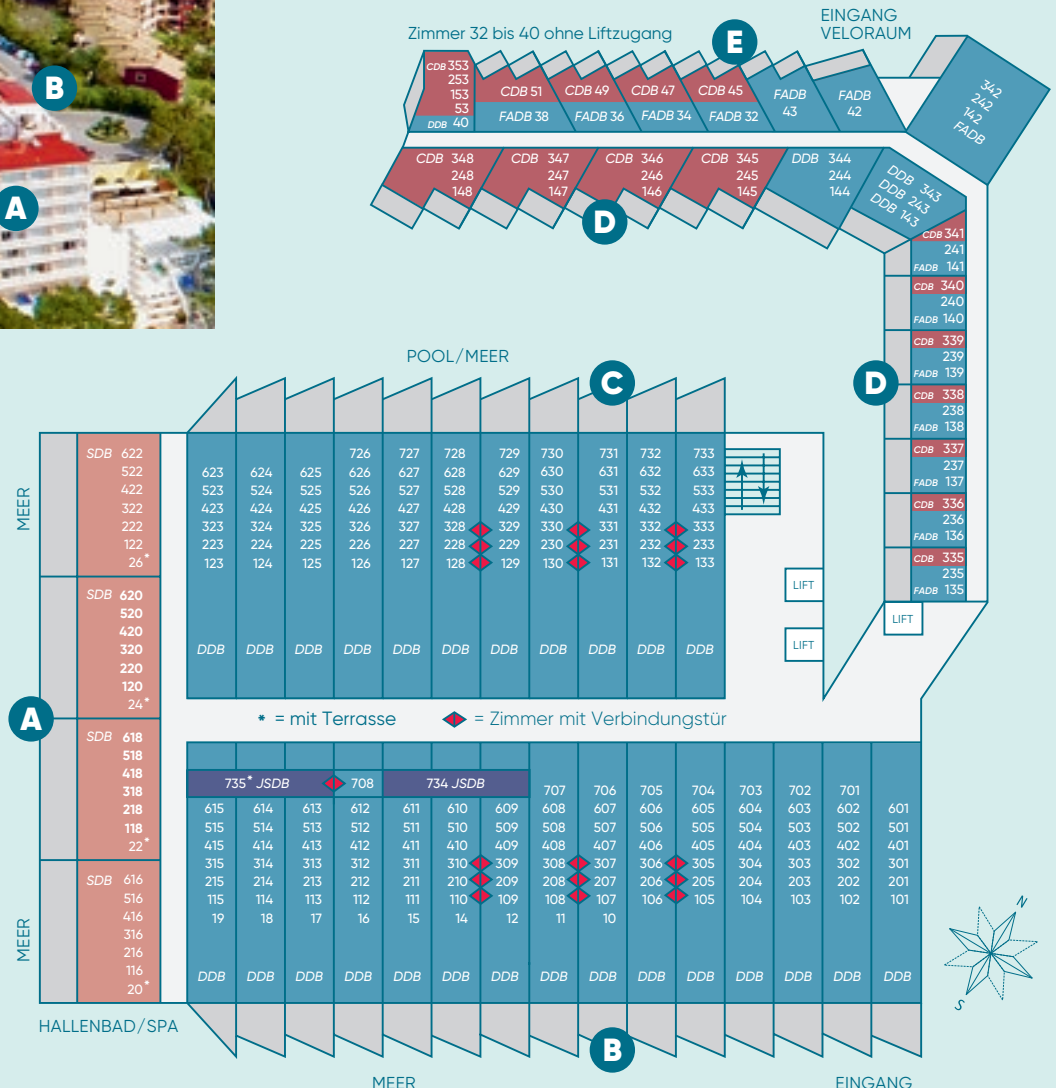 B
A
Zimmer 32 bis 40 ohne Liftzugang
E
EINGANG
VELORAUM
CDB 353
253
153
53
DDB 40
CDB 51
FADB 38
CDB 49
FADB 36
CDB 47
FADB 34
CDB 45
FADB 32
FADB
43
FADB
42
342
242
142
FADB
CDB 348
248
148
CDB 347
247
147
CDB 346
246
146
CDB 345
245
145
DDB 344
244
144
DDB 343
DDB 243
DDB 143
D
CDB 341
241
FADB 141
CDB 340
240
FADB 140
CDB 339
239
FADB 139
CDB 338
238
FADB 138
CDB 337
237
FADB 137
CDB 336
236
FADB 136
CDB 335
235
FADB 135
D
LIFT
POOL/MEER
C
726 727 728 729 730 731 732 733
623 624 625 626 627 628 629 630 631 632 633
523 524 525 526 527 528 529 530 531 532 533
423 424 425 426 427 428 429 430 431 432 433
323 324 325 326 327 328 329 330 331 332 333
223 224 225 226 227 228 229 230 231 232 233
123 124 125 126 127 128 129 130 131 132 133
DDB DDB DDB DDB DDB DDB DDB DDB DDB DDB DDB
LIFT
LIFT
MEER
SDB 622
522
422
322
222
122
26*
SDB 620
520
420
320
220
120
24*
A
SDB 618
518
418
318
218
118
22*
SDB 616
516
416
316
216
116
20*
MEER
HALLENBAD/SPA
* = mit Terrasse
= Zimmer mit Verbindungstür
735* JSDB 708 734 JSDB
707 706 705 704 703 702 701
615 614 613 612 611 610 609 608 607 606 605 604 603 602 601
515 514 513 512 511 510 509 508 507 506 505 504 503 502 501
415 414 413 412 411 410 409 408 407 406 405 404 403 402 401
315 314 313 312 311 310 309 308 307 306 305 304 303 302 301
215 214 213 212 211 210 209 208 207 206 205 204 203 202 201
115 114 113 112 111 110 109 108 107 106 105 104 103 102 101
19 18 17 16 15 14 12 11 10
DDB DDB DDB DDB DDB DDB DDB DDB DDB DDB DDB DDB DDB DDB DDB
B
MEER
EINGANG
N
S